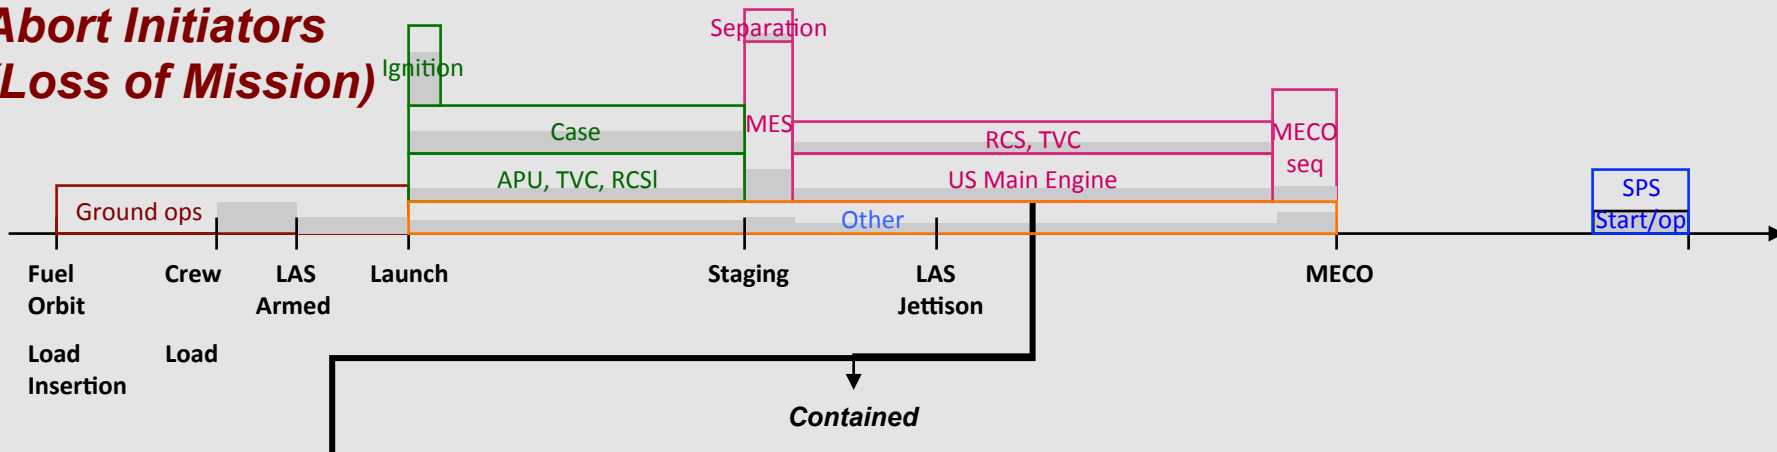 Abort Initiators
(Loss of Mission)
Ignition
Separation
Case
MES
RCS, TVC
MECO
seq
APU, TVC, RCSl
US Main Engine
SPS
Start/op
Ground ops
Other
Fuel
Orbit
Crew
LAS
Armed
Launch
Staging
LAS
Jettison
MECO
Load
Insertion
Load
Contained